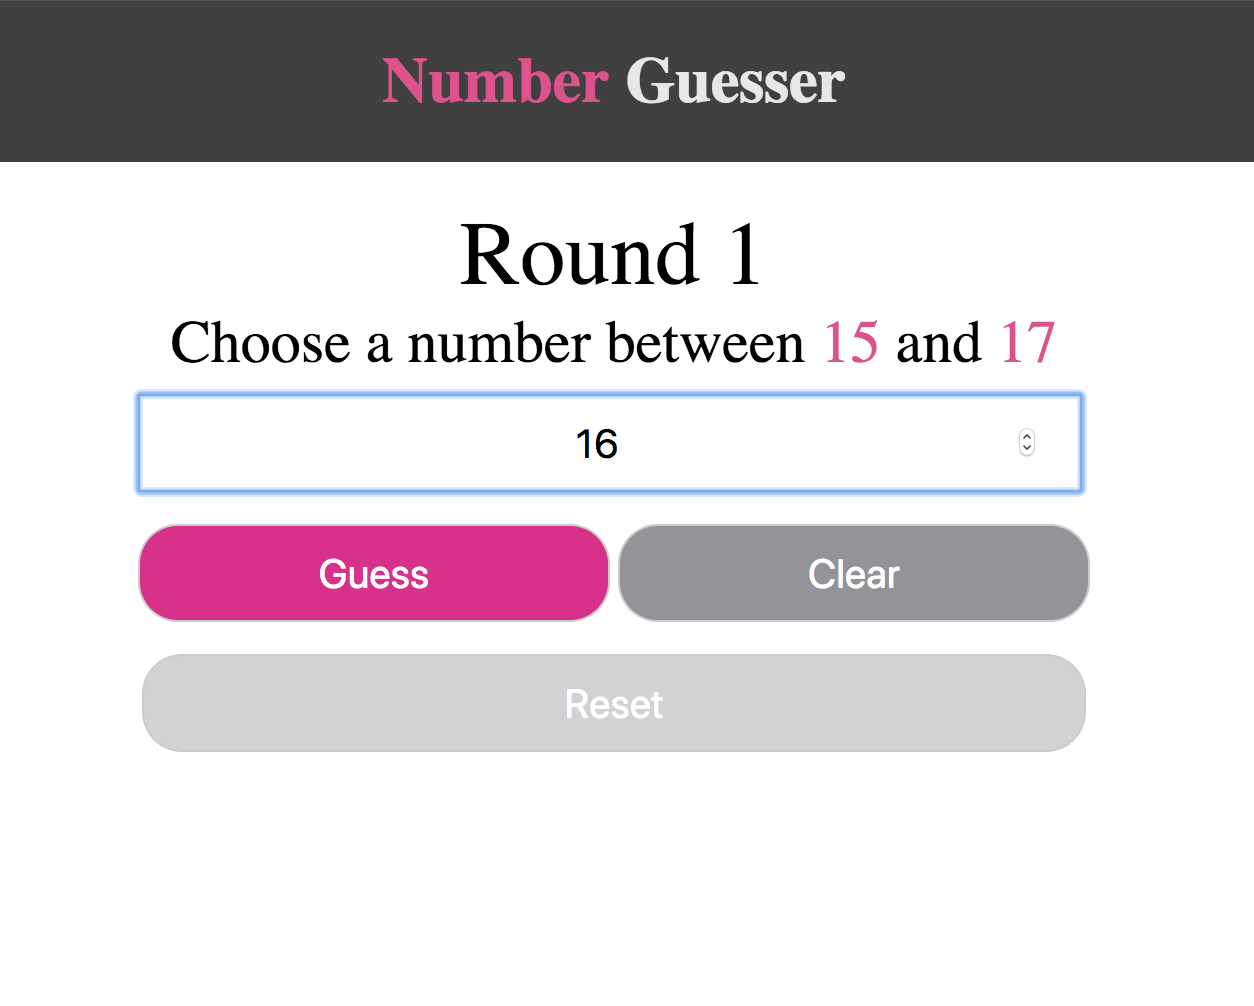 Number Guesser
Round 1
Choose a number between 15 and 17
16
Guess Clear
Reset